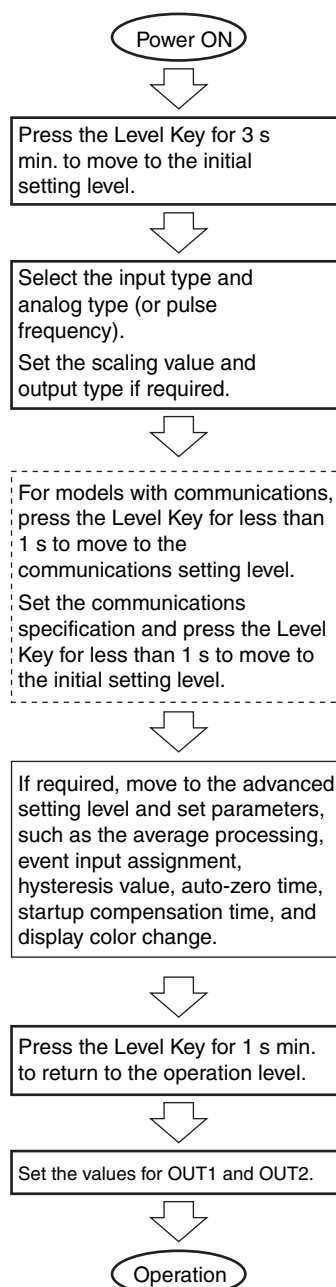 Power ON
Press the Level Key for 3 s
min. to move to the initial
setting level.
Select the input type and
analog type (or pulse
frequency).
Set the scaling value and
output type if required.
For models with communications,
press the Level Key for less than
1 s to move to the
communications setting level.
Set the communications
specification and press the Level
Key for less than 1 s to move to
the initial setting level.
If required, move to the advanced
setting level and set parameters,
such as the average processing,
event input assignment,
hysteresis value, auto-zero time,
startup compensation time, and
display color change.
Press the Level Key for 1 s min.
to return to the operation level.
Set the values for OUT1 and OUT2.
Operation